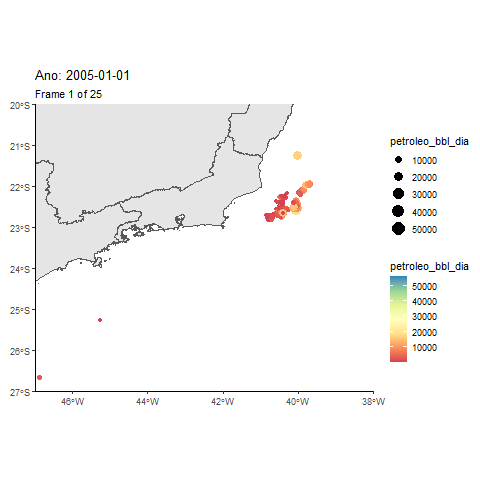 Ano: 2005-01-01
Frame 1 of 25
20°S
21°S
22°S
23°S
24°S
25°S
26°S
27°S
46°W
44°W
42°W
40°W
38°W
petroleo_bbl_dia
10000
20000
30000
40000
50000
petroleo_bbl_dia
50000
40000
30000
20000
10000